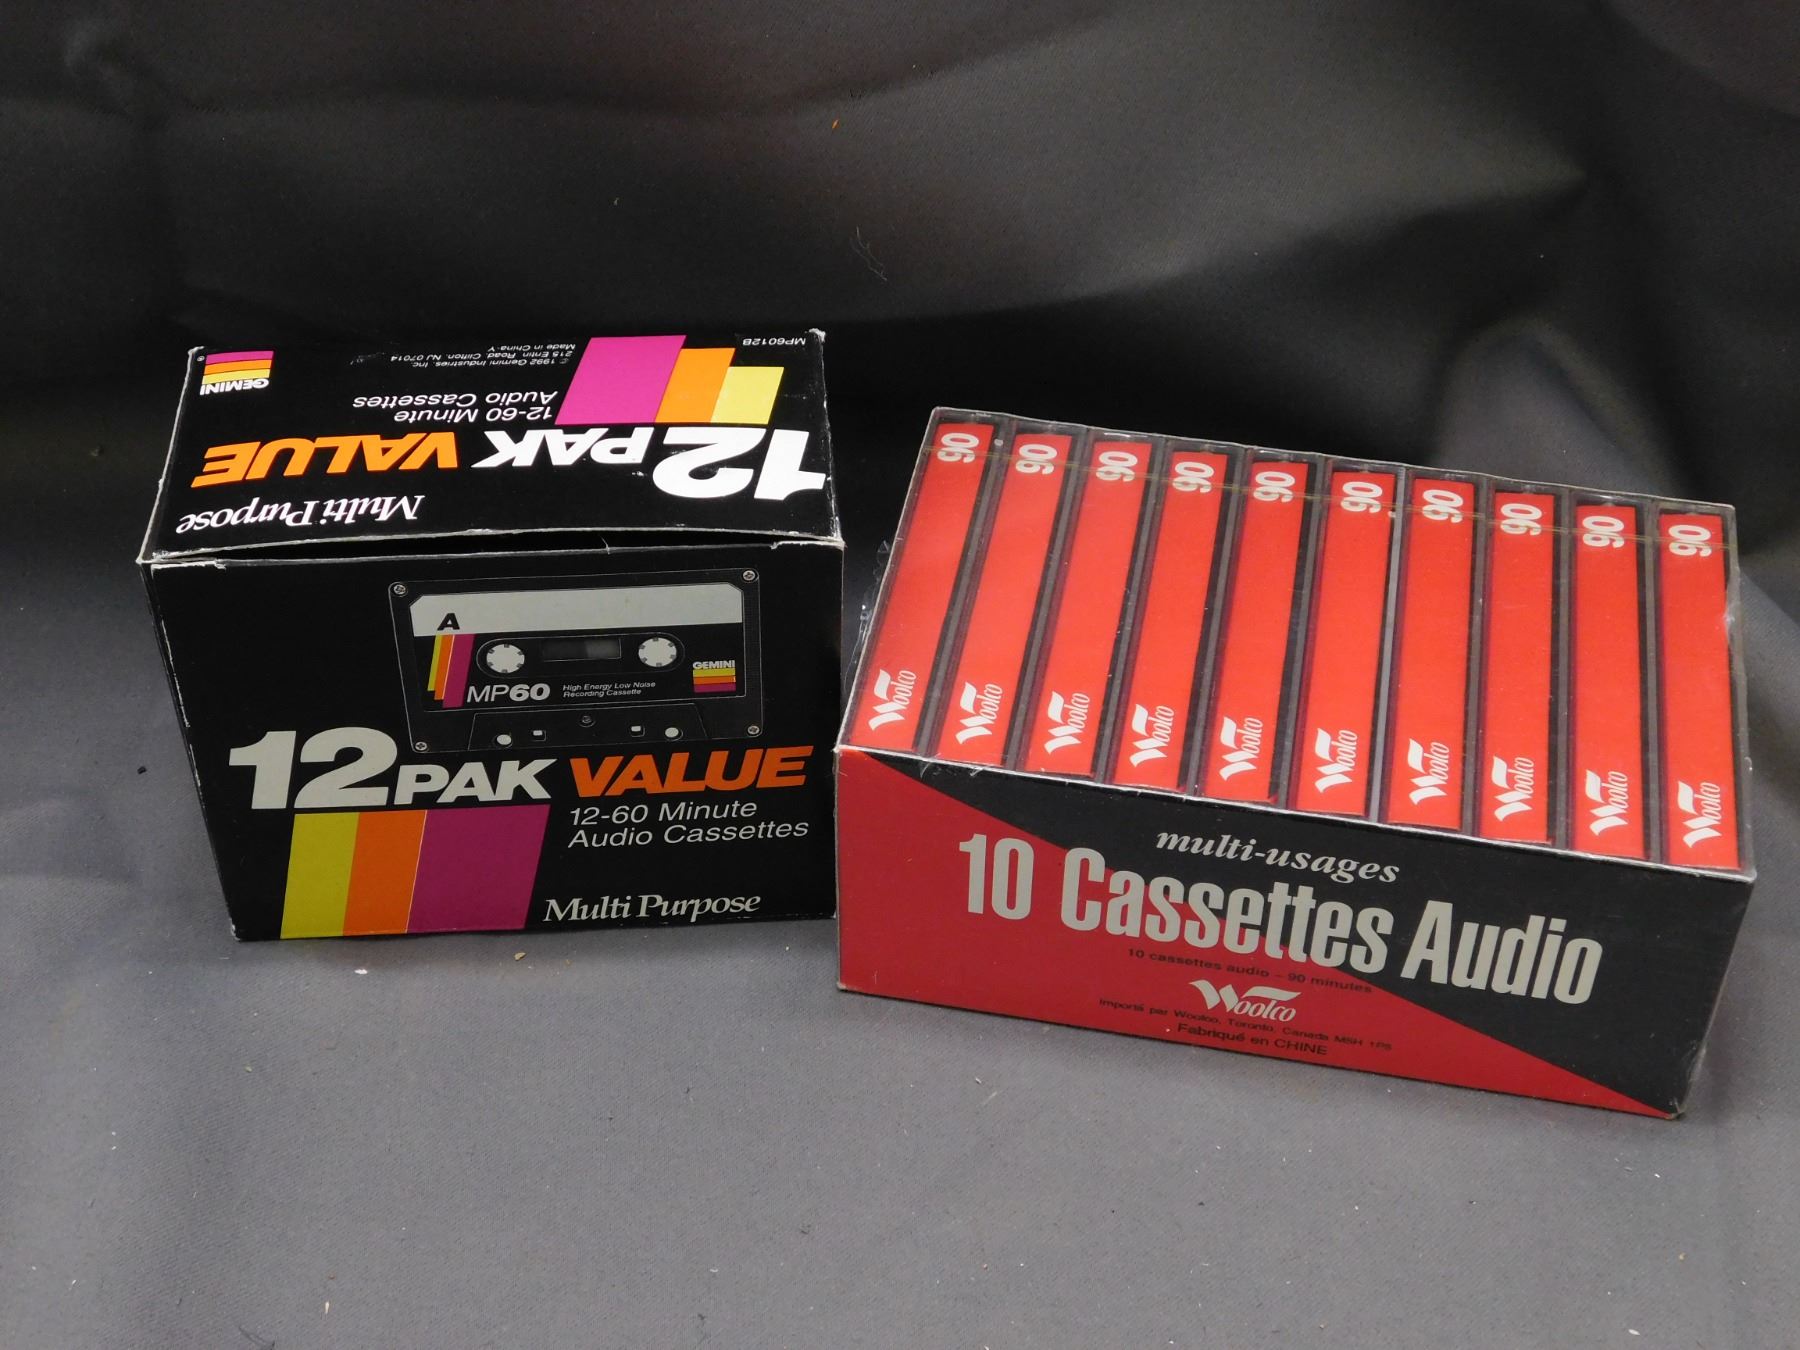 Multi Purpose
12 PAK VALUE
12-60 Minute
Audio Cassettes
© 1992 Gemini Industries, Inc.
215 Entin Road, Clifton, NJ 07014
Made in China-Y
GEMINI
®
MP6012B
A
GEMINI
MP60
High Energy Low Noise
Recording Cassette
12 PAK VALUE
12-60 Minute
Audio Cassettes
Multi Purpose
90
90
90
90
90
90
90
90
90
90
Woolco
Woolco
Woolco
Woolco
Woolco
Woolco
Woolco
Woolco
Woolco
Woolco
multi-usages
10 Cassettes Audio
10 cassettes audio - 90 minutes
Woolco
Importé par Woolco, Toronto, Canada M5H 1P5
Fabriqué en CHINE